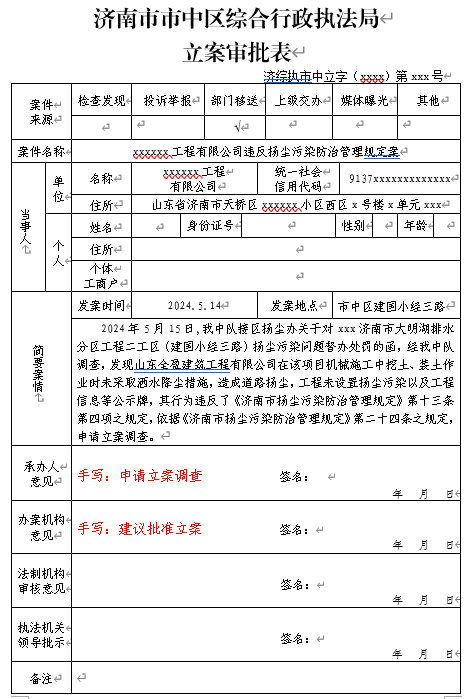 济南市市中区综合行政执法局
立案审批表
济综执市中立字（xxxx）第 xxx 号
案件来源 检查发现 投诉举报 部门移送 上级交办 媒体曝光 其他
√
案件名称 xxxxxx 工程有限公司违反扬尘污染防治管理规定案
当事人 单位 名称 xxxxxx 工程有限公司 统一社会信用代码 9137xxxxxxxxxxxxx
住所 山东省济南市天桥区 xxxxxx 小区西区 x 号楼 x 单元 xxx
个人 姓名 身份证号 性别 年龄
住所
个体工商户
简要案情 发案时间 2024.5.14 发案地点 市中区建国小经三路
2024 年 5 月 15 日,我中队接区扬尘办关于对 xxx 济南市大明湖排水
分区工程二工区（建国小经三路）扬尘污染问题督办处罚的函，经我中队
调查，发现山东全盈建筑工程有限公司在该项目机械施工中挖土、装土作
业时未采取洒水降尘措施，造成道路扬尘，工程未设置扬尘污染以及工程
信息等公示牌，其行为违反了《济南市扬尘污染防治管理规定》第十三条
第四项之规定，依据《济南市扬尘污染防治管理规定》第二十四条之规定，
申请立案调查。
承办人意见 手写：申请立案调查 签名：
年 月 日
办案机构意见 手写：建议批准立案 签名：
年 月 日
法制机构审核意见 签名：
年 月 日
执法机关领导批示 签名：
年 月 日
备注